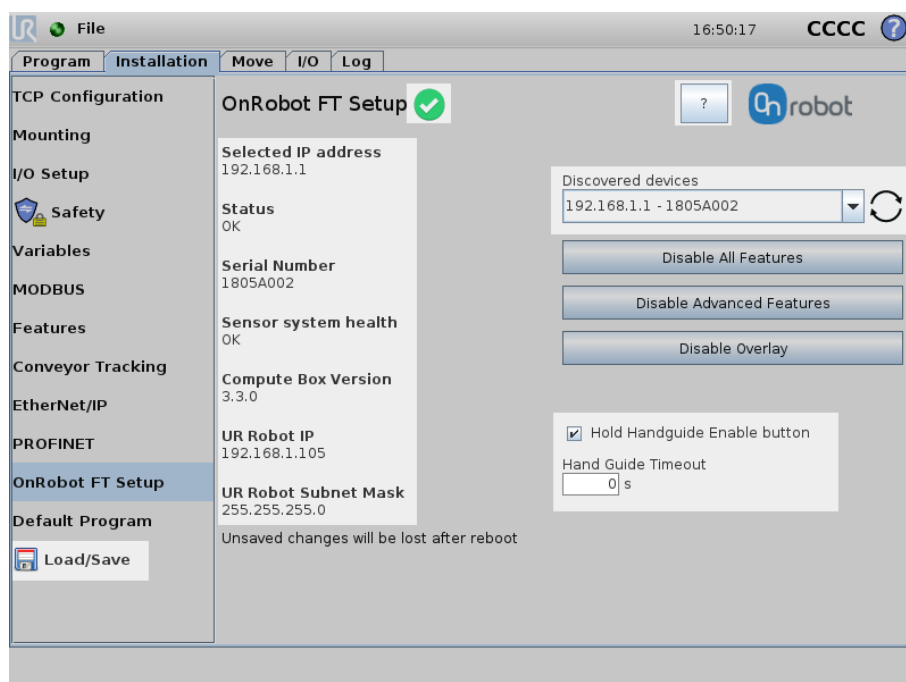 UR File 16:50:17 CCCC ?
Program Installation Move I/O Log
TCP Configuration
Mounting
I/O Setup
Safety
Variables
MODBUS
Features
Conveyor Tracking
EtherNet/IP
PROFINET
OnRobot FT Setup
Default Program
Load/Save
OnRobot FT Setup
?
On robot
Selected IP address
192.168.1.1
Status
OK
Serial Number
1805A002
Sensor system health
OK
Compute Box Version
3.3.0
UR Robot IP
192.168.1.105
UR Robot Subnet Mask
255.255.255.0
Unsaved changes will be lost after reboot
Discovered devices
192.168.1.1 - 1805A002
Disable All Features
Disable Advanced Features
Disable Overlay
Hold Handguide Enable button
Hand Guide Timeout
0 s